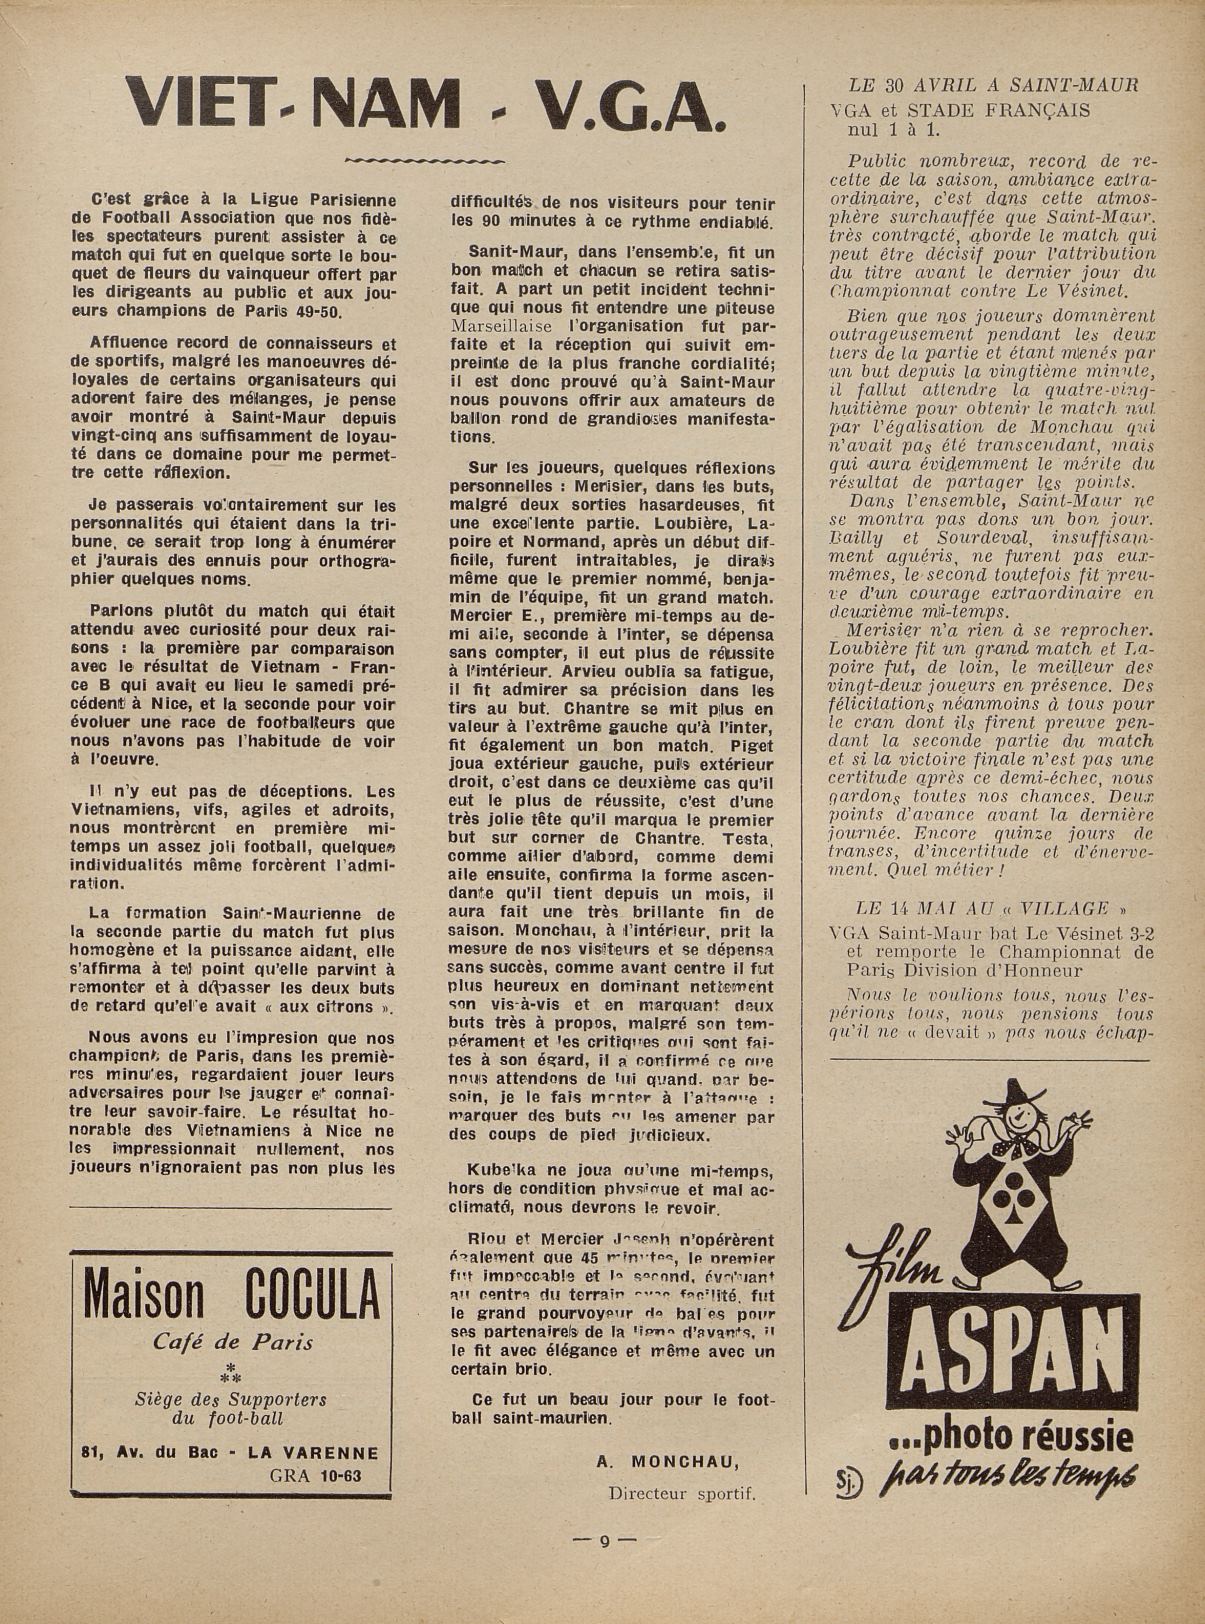 VIET-NAM - V.G.A.
C'est grâce à la Ligue Parisienne
de Football Association que nos fidè-
les spectateurs purent assister à ce
match qui fut en quelque sorte le bou-
quet de fleurs du vainqueur offert par
les dirigeants au public et aux jou-
eurs champions de Paris 49-50.
Affluence record de connaisseurs et
de sportifs, malgré les manoeuvres dé-
loyales de certains organisateurs qui
adorent faire des mélanges, je pense
avoir montré à Saint-Maur depuis
vingt-cinq ans suffisamment de loyau-
té dans ce domaine pour me permet-
tre cette réflexion.
Je passerais volontairement sur les
personnalités qui étaient dans la tri-
bune, ce serait trop long à énumérer
et j'aurais des ennuis pour orthogra-
phier quelques noms.
Parlons plutôt du match qui était
attendu avec curiosité pour deux rai-
sons : la première par comparaison
avec le résultat de Vietnam - Fran-
ce B qui avait eu lieu le samedi pré-
cédent à Nice, et la seconde pour voir
évoluer une race de footballeurs que
nous n'avons pas l'habitude de voir
à l'oeuvre.
Il n'y eut pas de déceptions. Les
Vietnamiens, vifs, agiles et adroits,
nous montrèrent en première mi-
temps un assez joli football, quelques
individualités même forcèrent l'admi-
ration.
La formation Saint-Maurienne de
la seconde partie du match fut plus
homogène et la puissance aidant, elle
s'affirma à tel point qu'elle parvint à
remonter et à dépasser les deux buts
de retard qu'elle avait « aux citrons ».
Nous avons eu l'impresion que nos
champions de Paris, dans les premiè-
res minutes, regardaient jouer leurs
adversaires pour lse jauger et connaî-
tre leur savoir-faire. Le résultat ho-
norable des Vietnamiens à Nice ne
les impressionnait nullement, nos
joueurs n'ignoraient pas non plus les
Maison COCULA
Café de Paris
*
**
Siège des Supporters
du foot-ball
81, Av. du Bac - LA VARENNE
GRA 10-63
difficultés de nos visiteurs pour tenir
les 90 minutes à ce rythme endiablé.
Sanit-Maur, dans l'ensemble, fit un
bon match et chacun se retira satis-
fait. A part un petit incident techni-
que qui nous fit entendre une piteuse
Marseillaise l'organisation fut par-
faite et la réception qui suivit em-
preinte de la plus franche cordialité;
il est donc prouvé qu'à Saint-Maur
nous pouvons offrir aux amateurs de
ballon rond de grandioses manifesta-
tions.
Sur les joueurs, quelques réflexions
personnelles : Merisier, dans les buts,
malgré deux sorties hasardeuses, fit
une excellente partie. Loubière, La-
poire et Normand, après un début dif-
ficile, furent intraitables, je dirais
même que le premier nommé, benja-
min de l'équipe, fit un grand match.
Mercier E., première mi-temps au de-
mi aile, seconde à l'inter, se dépensa
sans compter, il eut plus de réussite
à l'intérieur. Arvieu oublia sa fatigue,
il fit admirer sa précision dans les
tirs au but. Chantre se mit plus en
valeur à l'extrême gauche qu'à l'inter,
fit également un bon match. Piget
joua extérieur gauche, puis extérieur
droit, c'est dans ce deuxième cas qu'il
eut le plus de réussite, c'est d'une
très jolie tête qu'il marqua le premier
but sur corner de Chantre. Testa,
comme ailier d'abord, comme demi
aile ensuite, confirma la forme ascen-
dante qu'il tient depuis un mois, il
aura fait une très brillante fin de
saison. Monchau, à l'intérieur, prit la
mesure de nos visiteurs et se dépensa
sans succès, comme avant centre il fut
plus heureux en dominant nettement
son vis-à-vis et en marquant deux
buts très à propos, malgré son tem-
pérament et les critiques qui sont fai-
tes à son égard, il a confirmé ce que
nous attendons de lui quand, par be-
soin, je le fais monter à l'attaque :
marquer des buts ou les amener par
des coups de pied judicieux.
Kubelka ne joua qu'une mi-temps,
hors de condition physique et mal ac-
climaté, nous devrons le revoir.
Riou et Mercier Joseph n'opérèrent
également que 45 minutes, le premier
fut impeccable et le second, évoluant
au centre du terrain avec facilité, fut
le grand pourvoyeur de balles pour
ses partenaires de la ligne d'avants, il
le fit avec élégance et même avec un
certain brio.
Ce fut un beau jour pour le foot-
ball saint-maurien.
A. MONCHAU,
Directeur sportif.
LE 30 AVRIL A SAINT-MAUR
VGA et STADE FRANÇAIS
nul 1 à 1.
Public nombreux, record de re-
cette de la saison, ambiance extra-
ordinaire, c'est dans cette atmos-
phère surchauffée que Saint-Maur,
très contracté, aborde le match qui
peut être décisif pour l'attribution
du titre avant le dernier jour du
Championnat contre Le Vésinet.
Bien que nos joueurs dominèrent
outrageusement pendant les deux
tiers de la partie et étant menés par
un but depuis la vingtième minute,
il fallut attendre la quatre-ving-
huitième pour obtenir le match nul
par l'égalisation de Monchau qui
n'avait pas été transcendant, mais
qui aura évidemment le mérite du
résultat de partager les points.
Dans l'ensemble, Saint-Maur ne
se montra pas dons un bon jour.
Bailly et Sourdeval, insuffisam-
ment aguéris, ne furent pas eux-
mêmes, le second toutefois fit preu-
ve d'un courage extraordinaire en
deuxième mi-temps.
Merisier n'a rien à se reprocher.
Loubière fit un grand match et La-
poire fut, de loin, le meilleur des
vingt-deux joueurs en présence. Des
félicitations néanmoins à tous pour
le cran dont ils firent preuve pen-
dant la seconde partie du match
et si la victoire finale n'est pas une
certitude après ce demi-échec, nous
gardons toutes nos chances. Deux
points d'avance avant la dernière
journée. Encore quinze jours de
transes, d'incertitude et d'énerve-
ment. Quel métier !
LE 14 MAI AU « VILLAGE »
VGA Saint-Maur bat Le Vésinet 3-2
et remporte le Championnat de
Paris Division d'Honneur
Nous le voulions tous, nous l'es-
périons tous, nous pensions tous
qu'il ne « devait » pas nous échap-
film
ASPAN
...photo réussie
par tous les temps
Sj.
— 9 —